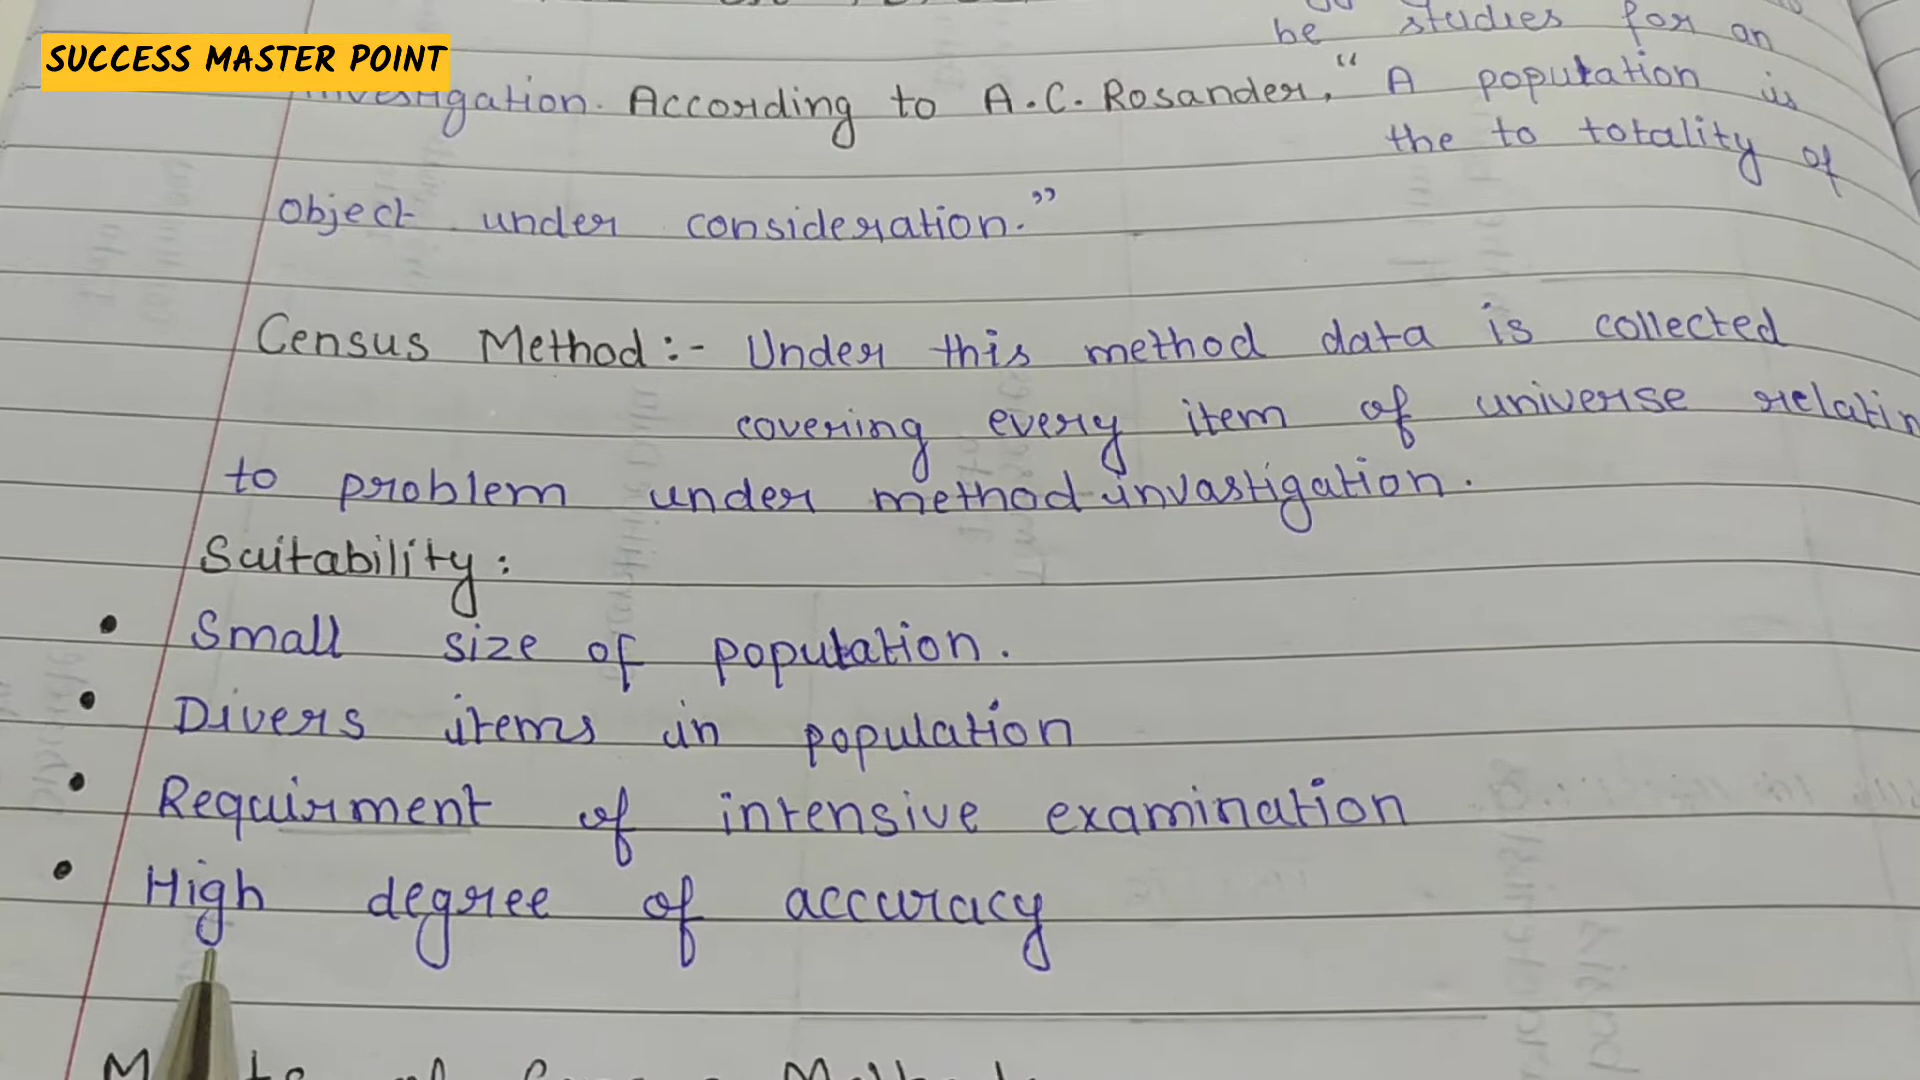 SUCCESS MASTER POINT
be studies for an
investigation. According to A.C. Rosander, “ A population is
the to totality of
object under consideration.”
Census Method :- Under this method data is collected
covering every item of universe relatin
to problem under method invastigation.
Suitability :
• Small size of population.
• Divers items in population
• Requirment of intensive examination
• High degree of accuracy